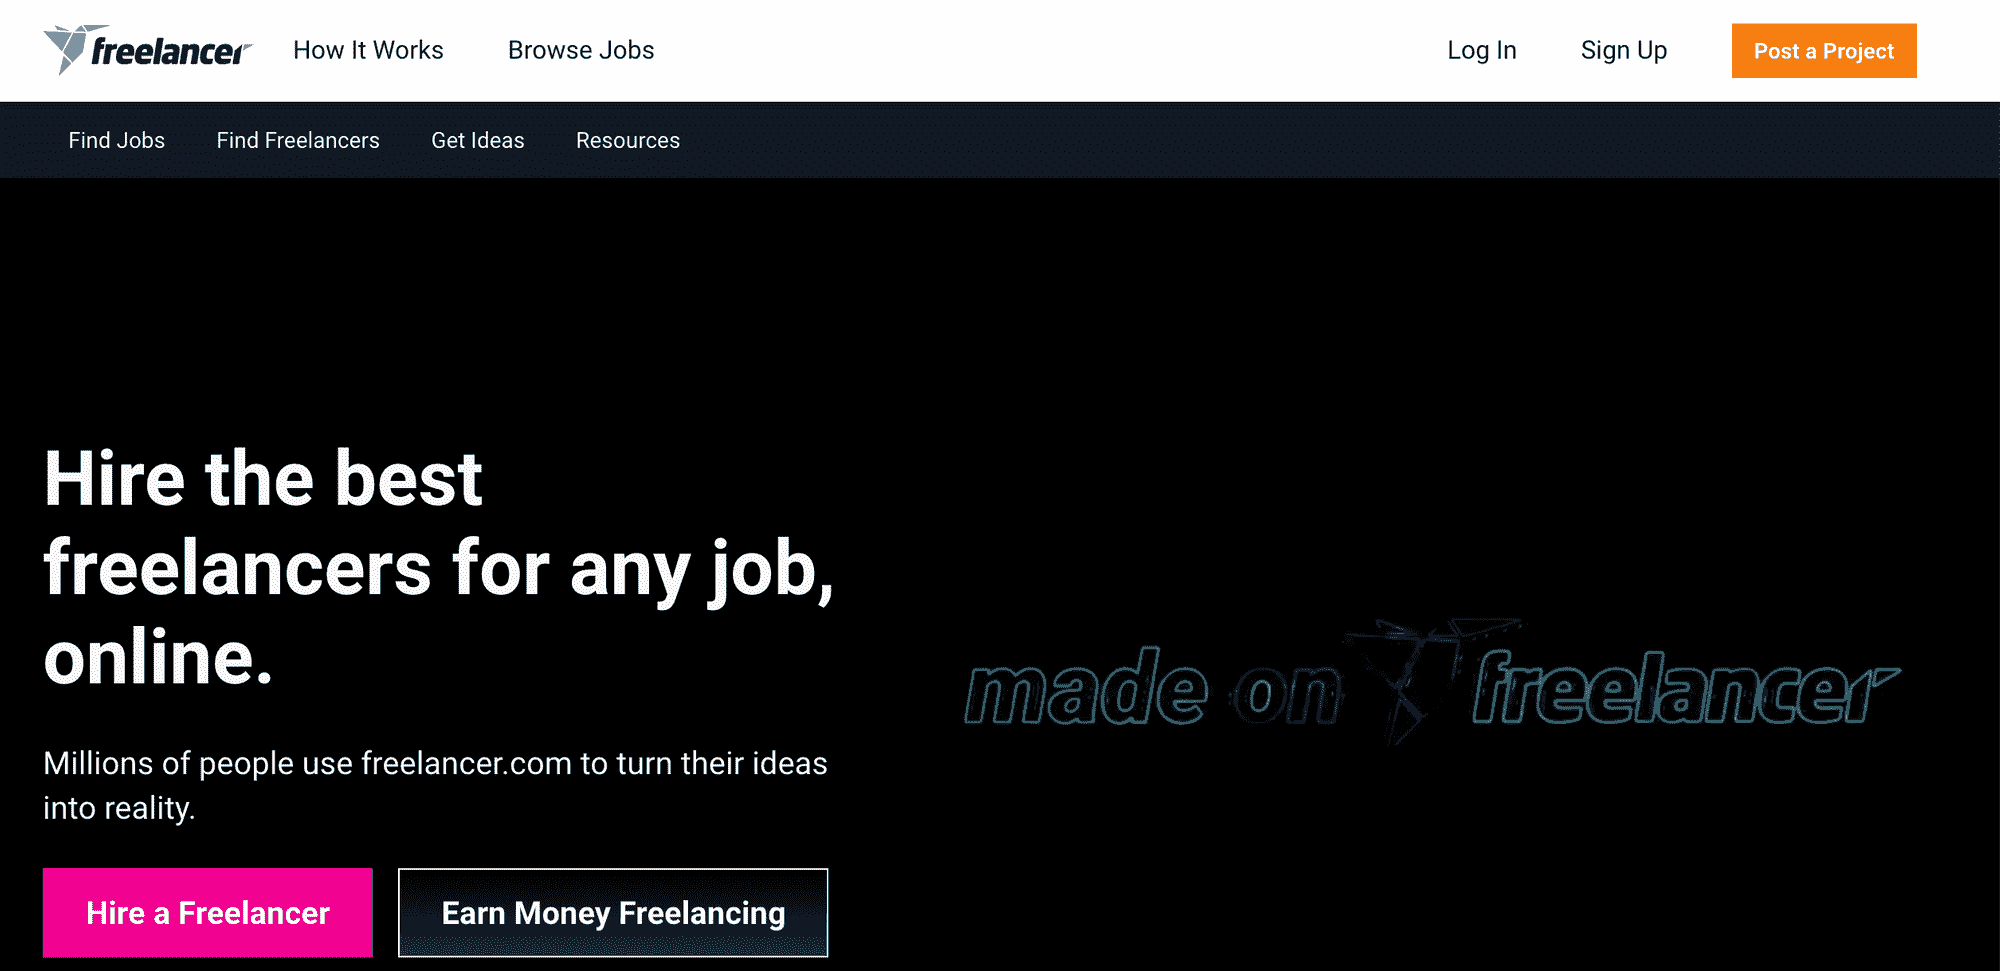 freelancer
How It Works
Browse Jobs
Log In
Sign Up
Post a Project
Find Jobs
Find Freelancers
Get Ideas
Resources
Hire the best
freelancers for any job,
online.
Millions of people use freelancer.com to turn their ideas
into reality.
Hire a Freelancer
Earn Money Freelancing
made on freelancer